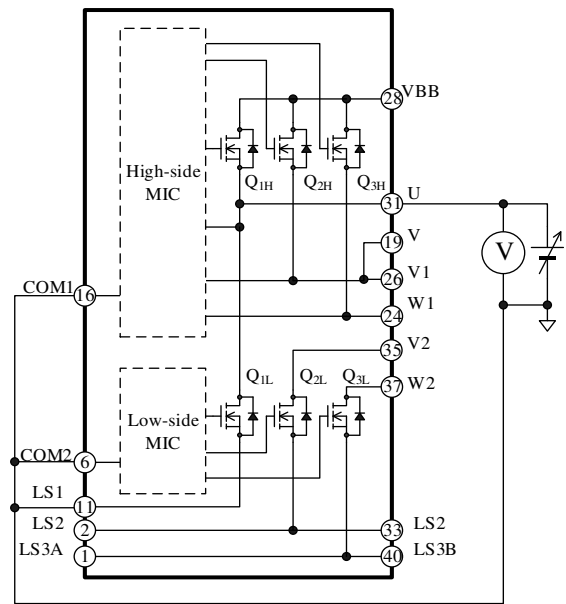 28 VBB
High-side
MIC
Q1H
Q2H
Q3H
31 U
19 V
V
26 V1
COM1 16
24 W1
35 V2
37 W2
Q1L
Q2L
Q3L
Low-side
MIC
COM2 6
LS1 11
LS2 2
33 LS2
LS3A 1
40 LS3B